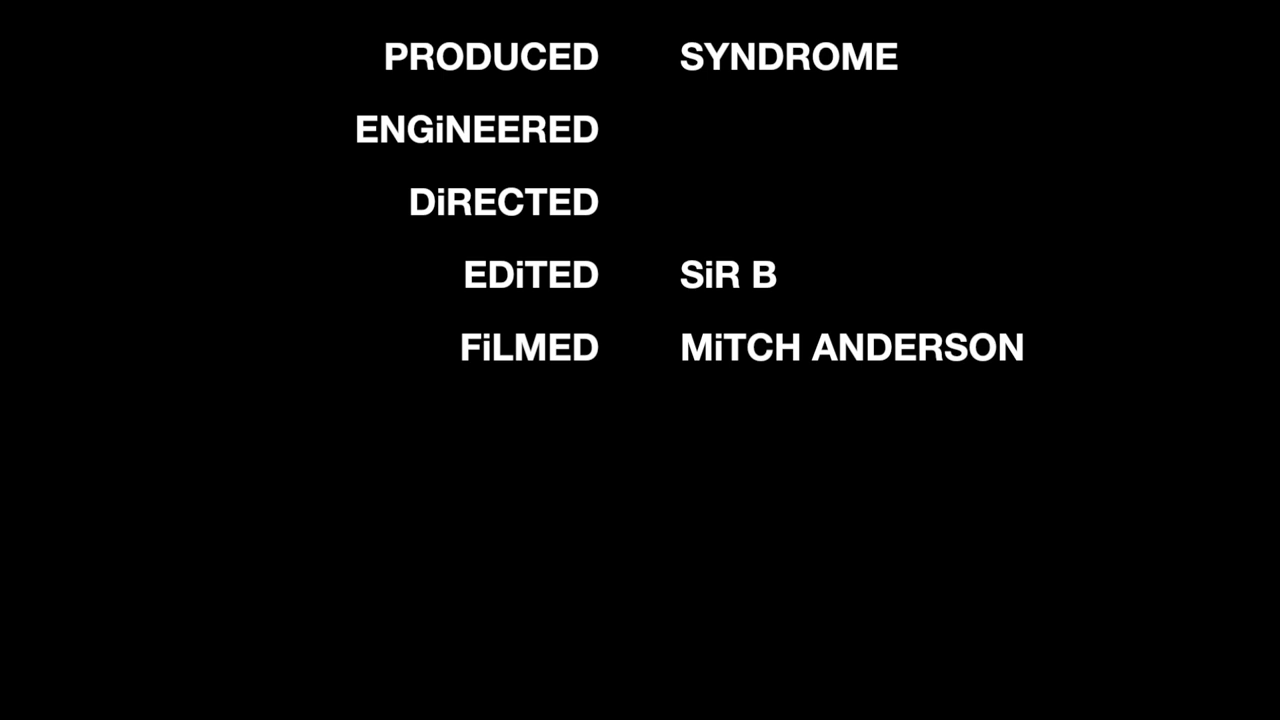 PRODUCED SYNDROME
ENGiNEERED
DiRECTED
EDiTED SiR B
FiLMED MiTCH ANDERSON